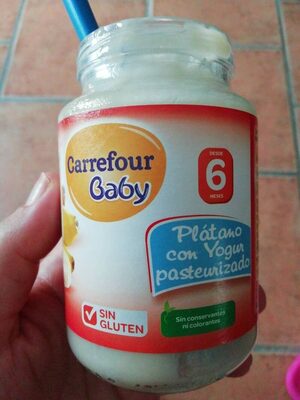 Carrefour
Baby
DESDE
6
MESES
Plátano
con Yogur
pasteurizado
SIN
GLUTEN
Sin conservantes
ni colorantes